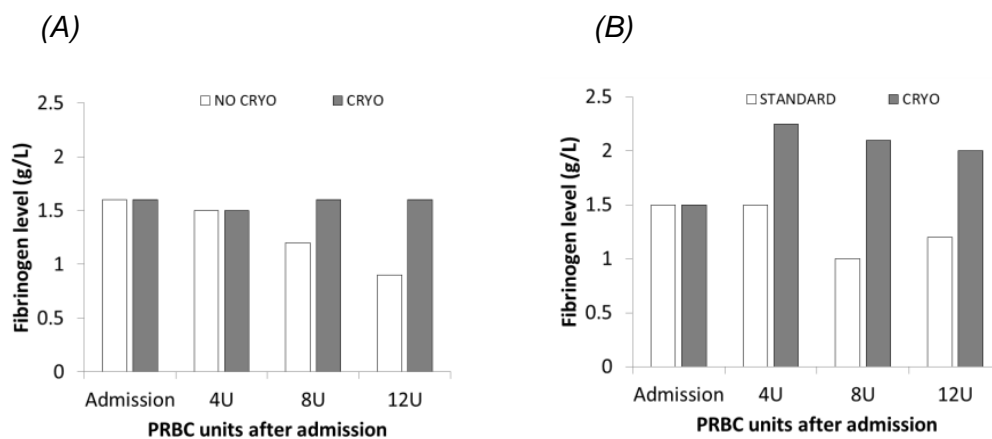 (A)
NO CRYO CRYO
Fibrinogen level (g/L)
2.5
2
1.5
1
0.5
0
Admission 4U 8U 12U
PRBC units after admission
(B)
STANDARD CRYO
Fibrinogen level (g/L)
2.5
2
1.5
1
0.5
0
Admission 4U 8U 12U
PRBC units after admission